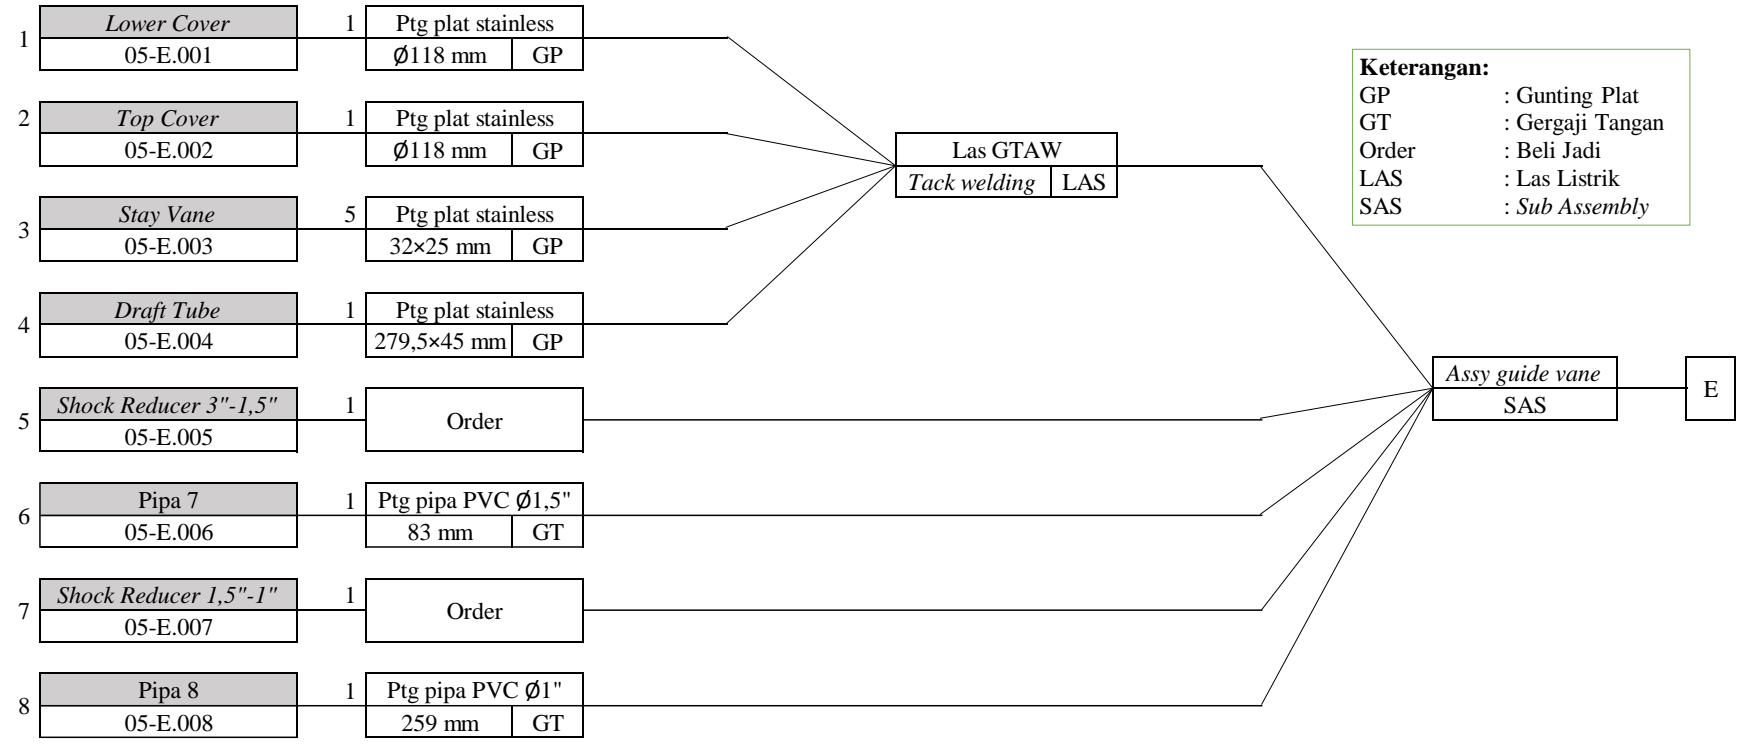 1
Lower Cover
05-E.001
1
Ptg plat stainless
Ø118 mm
GP
2
Top Cover
05-E.002
1
Ptg plat stainless
Ø118 mm
GP
3
Stay Vane
05-E.003
5
Ptg plat stainless
32×25 mm
GP
4
Draft Tube
05-E.004
1
Ptg plat stainless
279,5×45 mm
GP
5
Shock Reducer 3"-1,5"
05-E.005
1
Order
6
Pipa 7
05-E.006
1
Ptg pipa PVC Ø1,5"
83 mm
GT
7
Shock Reducer 1,5"-1"
05-E.007
1
Order
8
Pipa 8
05-E.008
1
Ptg pipa PVC Ø1"
259 mm
GT
Las GTAW
Tack welding
LAS
Assy guide vane
SAS
E
Keterangan:
GP : Gunting Plat
GT : Gergaji Tangan
Order : Beli Jadi
LAS : Las Listrik
SAS : Sub Assembly